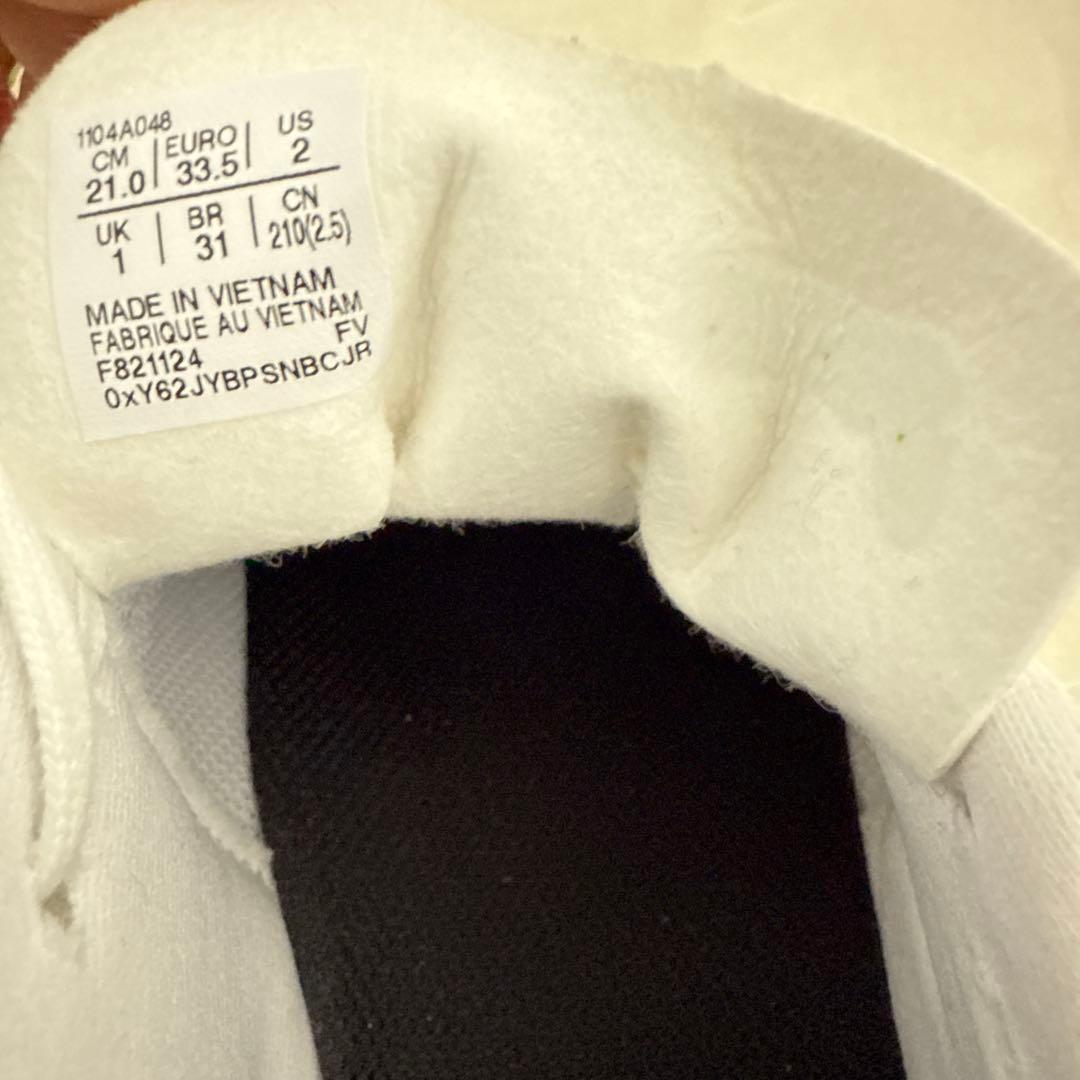 1104A048
CM EURO US
21.0 33.5 2
UK BR CN
1 31 210(2.5)
MADE IN VIETNAM
FABRIQUE AU VIETNAM
FV
F821124
0xY62JYBPSNBCJR